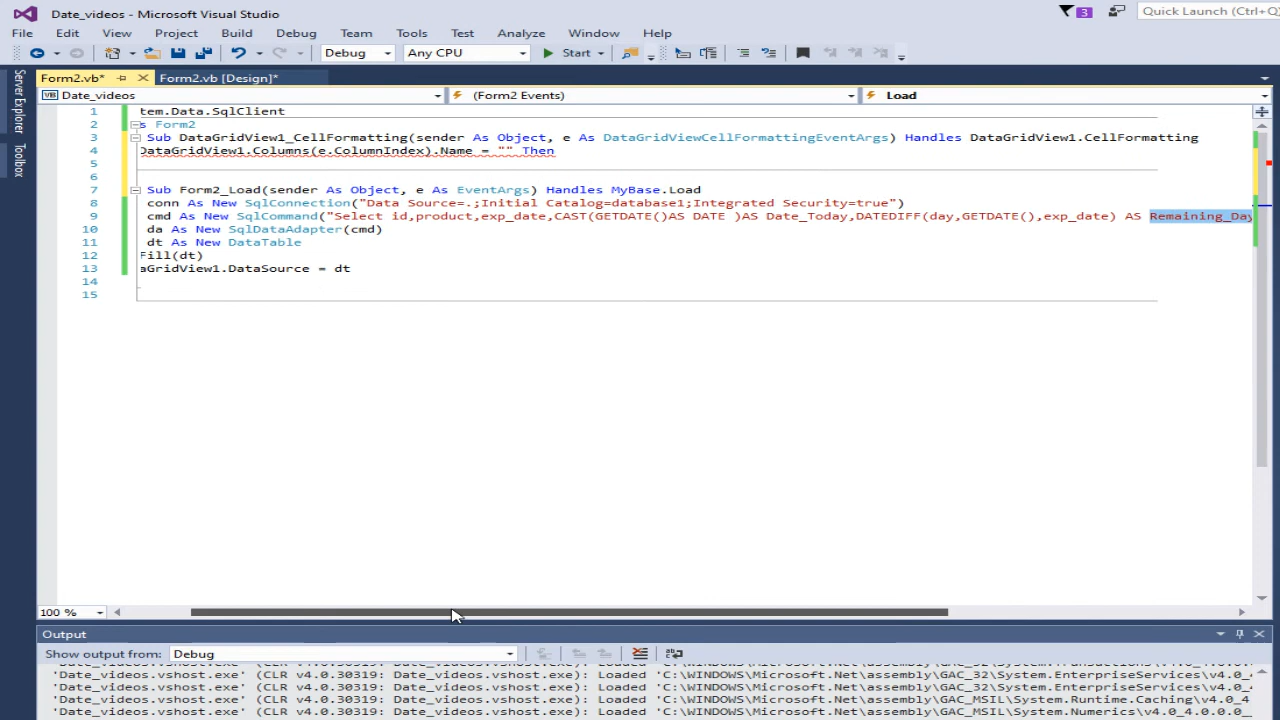 Date_videos - Microsoft Visual Studio
3
Quick Launch (Ctrl+Q)
File Edit View Project Build Debug Team Tools Test Analyze Window Help
Debug Any CPU Start
Form2.vb* Form2.vb [Design]*
Server Explorer
Toolbox
VB Date_videos (Form2 Events) Load
1 tem.Data.SqlClient
2 s Form2
3 Sub DataGridView1_CellFormatting(sender As Object, e As DataGridViewCellFormattingEventArgs) Handles DataGridView1.CellFormatting
4 DataGridView1.Columns(e.ColumnIndex).Name = "" Then
5
6
7 Sub Form2_Load(sender As Object, e As EventArgs) Handles MyBase.Load
8 conn As New SqlConnection("Data Source=.;Initial Catalog=database1;Integrated Security=true")
9 cmd As New SqlCommand("Select id,product,exp_date,CAST(GETDATE()AS DATE )AS Date_Today,DATEDIFF(day,GETDATE(),exp_date) AS Remaining_Day
10 da As New SqlDataAdapter(cmd)
11 dt As New DataTable
12 Fill(dt)
13 aGridView1.DataSource = dt
14
15
100 %
Output
Show output from: Debug
'Date_videos.vshost.exe' (CLR v4.0.30319: Date_videos.vshost.exe): Loaded 'C:\WINDOWS\Microsoft.Net\assembly\GAC_32\System.EnterpriseServices\v4.0_
'Date_videos.vshost.exe' (CLR v4.0.30319: Date_videos.vshost.exe): Loaded 'C:\WINDOWS\Microsoft.Net\assembly\GAC_32\System.EnterpriseServices\v4.0_
'Date_videos.vshost.exe' (CLR v4.0.30319: Date_videos.vshost.exe): Loaded 'C:\WINDOWS\Microsoft.Net\assembly\GAC_MSIL\System.Runtime.Caching\v4.0_4
'Date_videos.vshost.exe' (CLR v4.0.30319: Date_videos.vshost.exe): Loaded 'C:\WINDOWS\Microsoft.Net\assembly\GAC_MSIL\System.Numerics\v4.0_4.0.0.0_